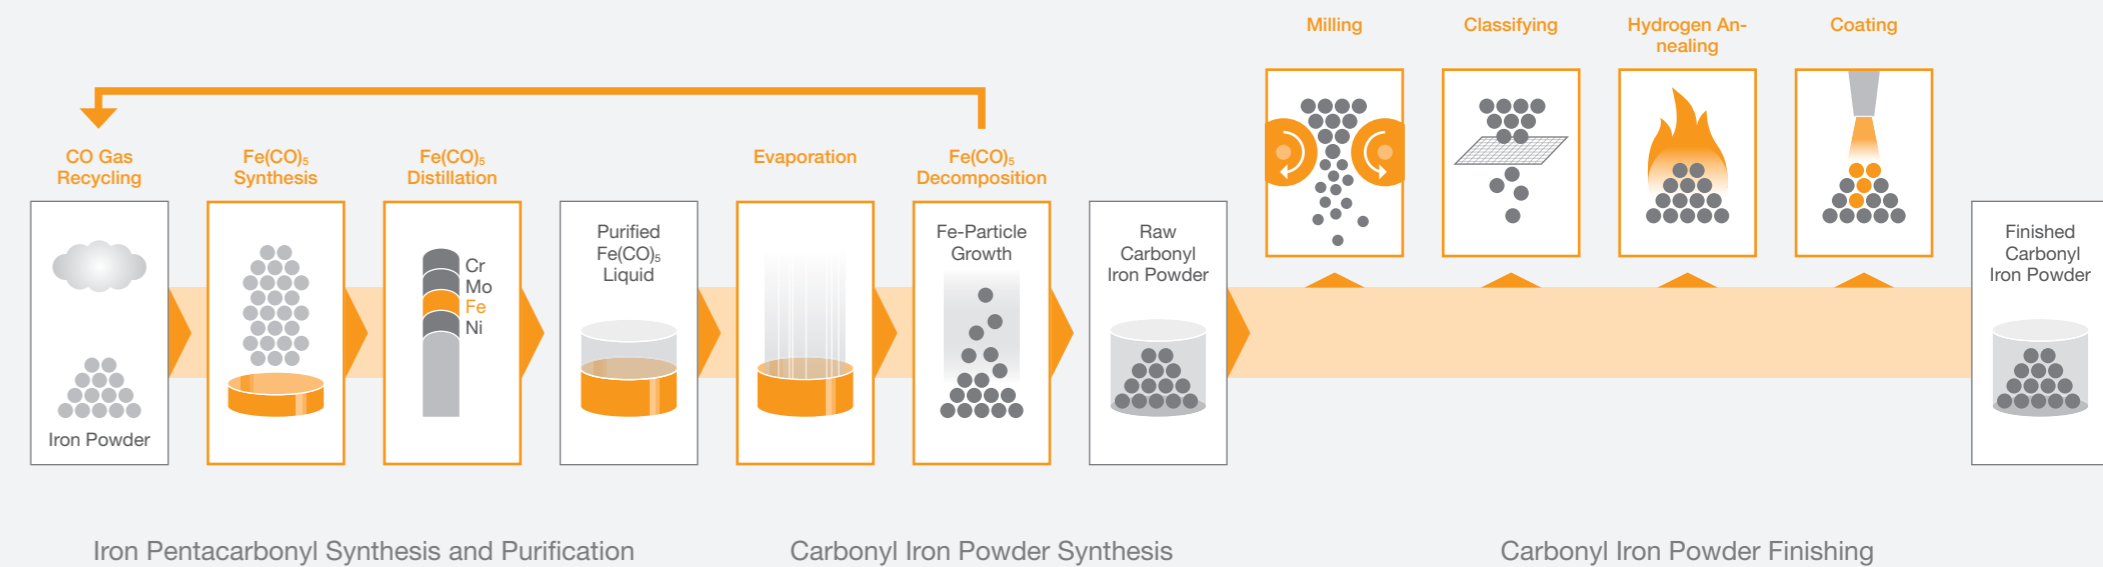 CO Gas
Recycling
Iron Powder
Fe(CO)₅
Synthesis
Fe(CO)₅
Distillation
Cr
Mo
Fe
Ni
Purified
Fe(CO)₅
Liquid
Evaporation
Fe(CO)₅
Decomposition
Fe-Particle
Growth
Raw
Carbonyl
Iron Powder
Milling
Classifying
Hydrogen An-
nealing
Coating
Finished
Carbonyl
Iron Powder
Iron Pentacarbonyl Synthesis and Purification
Carbonyl Iron Powder Synthesis
Carbonyl Iron Powder Finishing